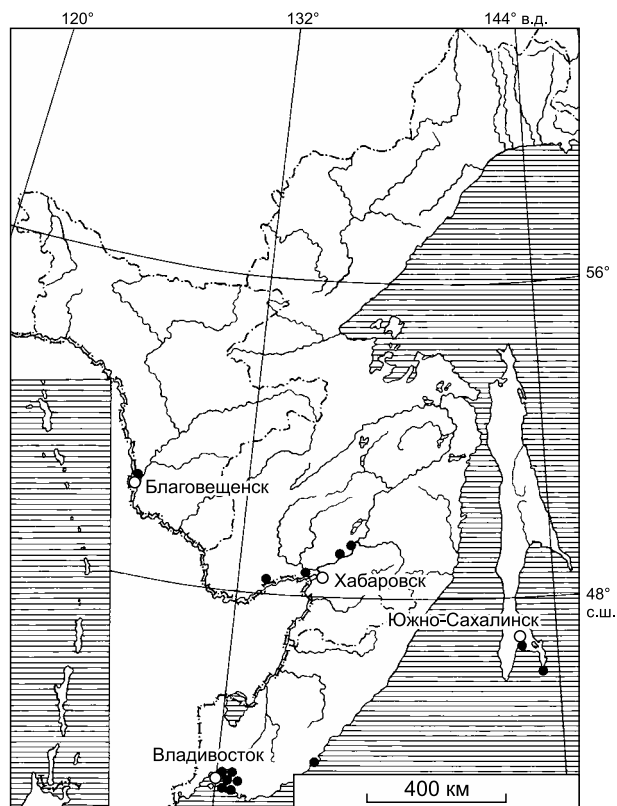 120°
132°
144° в.д.
56°
Благовещенск
Хабаровск
48°
с.ш.
Южно-Сахалинск
Владивосток
400 км